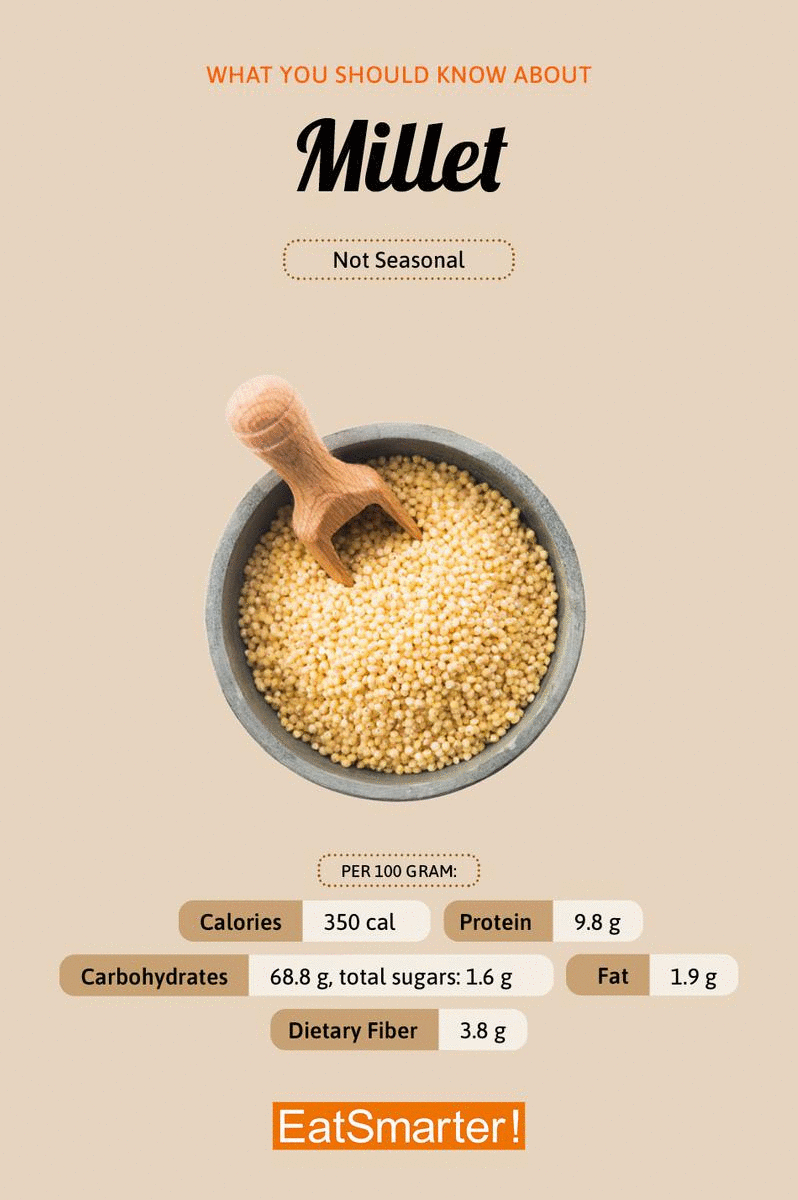 WHAT YOU SHOULD KNOW ABOUT
Millet
Not Seasonal
PER 100 GRAM:
Calories 350 cal Protein 9.8 g
Carbohydrates 68.8 g, total sugars: 1.6 g Fat 1.9 g
Dietary Fiber 3.8 g
EatSmarter!